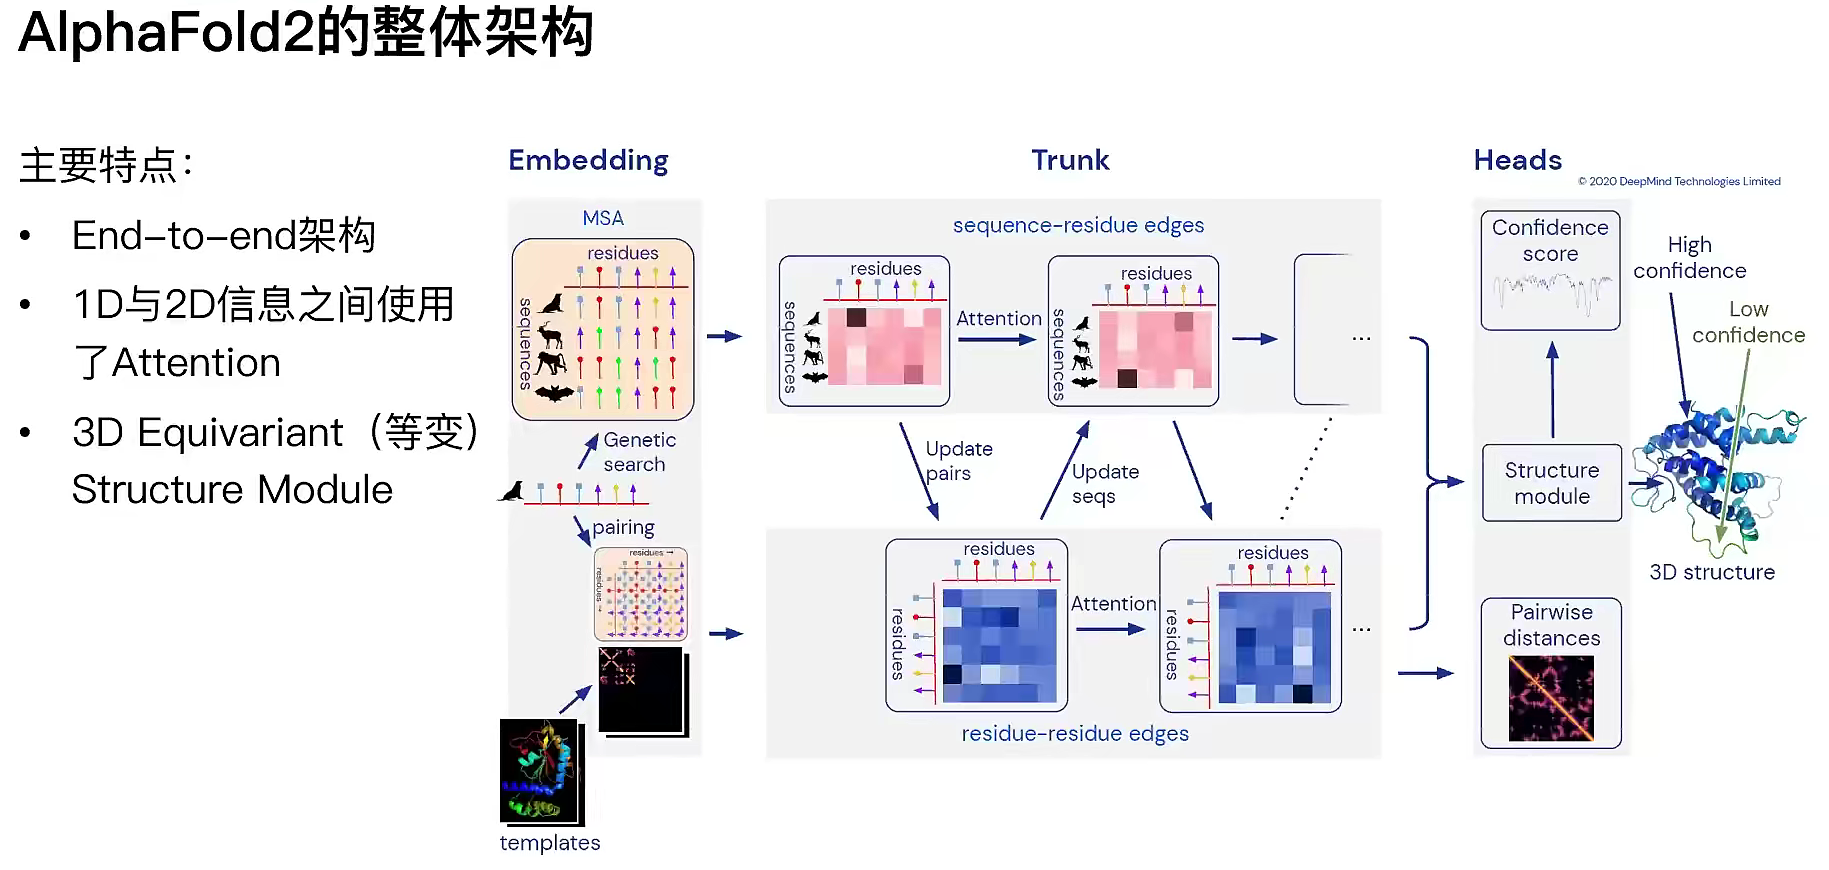 AlphaFold2的整体架构
主要特点：
• End-to-end架构
• 1D与2D信息之间使用
了Attention
• 3D Equivariant（等变）
Structure Module
Embedding
MSA
residues
sequences
Genetic
search
pairing
residues →
residues →
templates
Trunk
sequence-residue edges
residues
sequences
Attention
residues
sequences
...
Update
pairs
Update
seqs
residues
residues
Attention
residues
residues
...
residue-residue edges
Heads
© 2020 DeepMind Technologies Limited
Confidence
score
High
confidence
Low
confidence
Structure
module
3D structure
Pairwise
distances